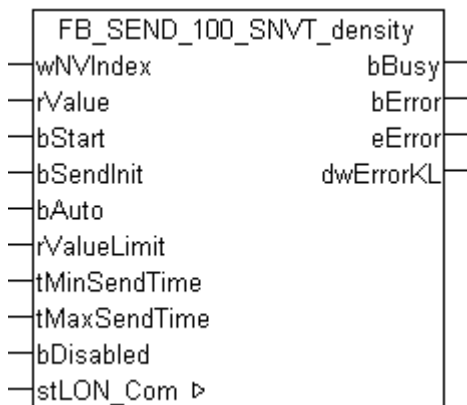 FB_SEND_100_SNVT_density
wNVIndex bBusy
rValue bError
bStart eError
bSendInit dwErrorKL
bAuto
rValueLimit
tMinSendTime
tMaxSendTime
bDisabled
stLON_Com ▷